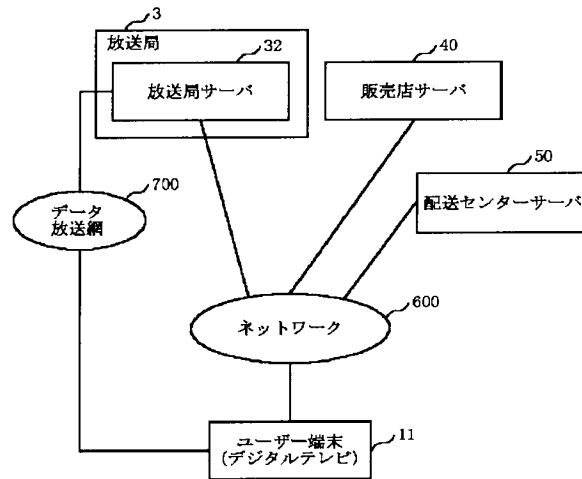 3
放送局
32
放送局サーバ
40
販売店サーバ
50
配送センターサーバ
700
データ
放送網
600
ネットワーク
11
ユーザー端末
(デジタルテレビ)